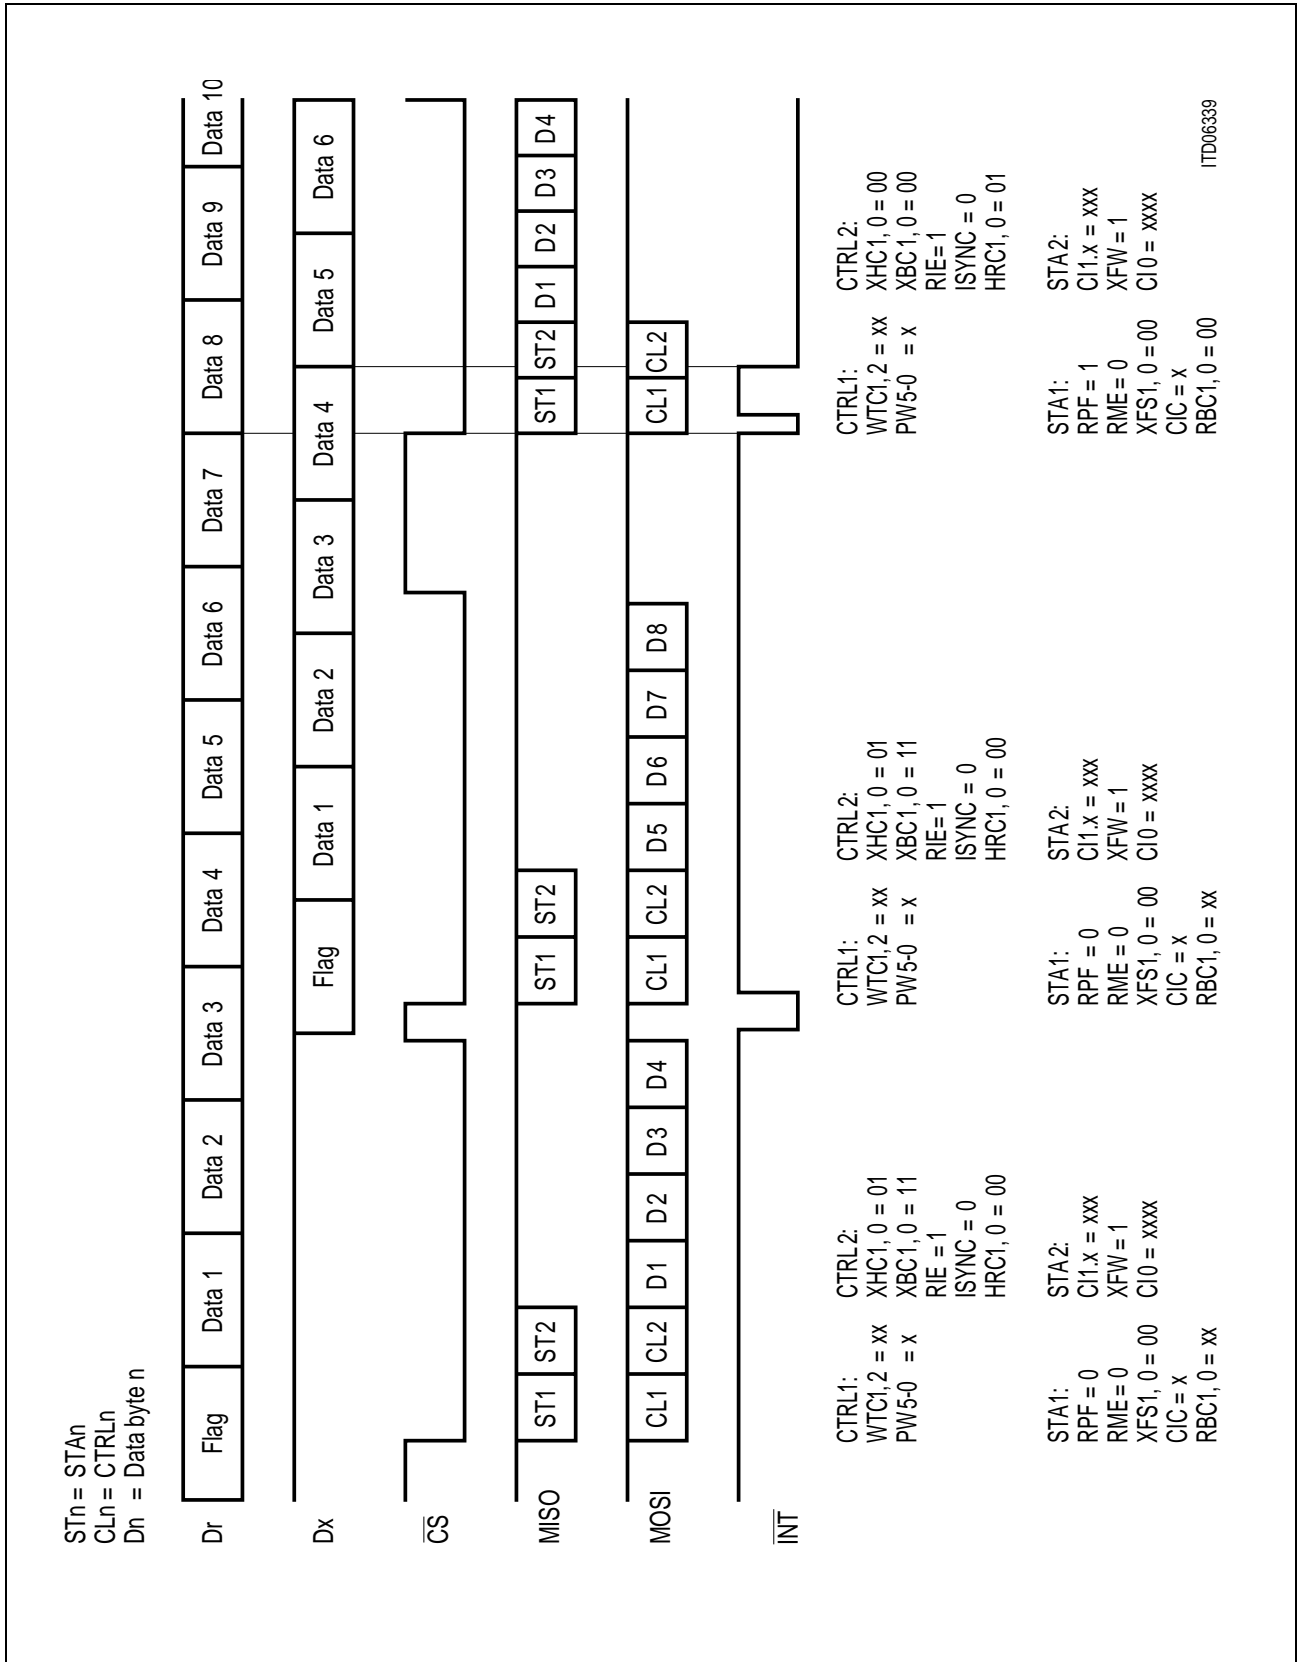 STn = STAn
CLn = CTRLn
Dn = Data byte n
Dr Flag Data 1 Data 2 Data 3 Data 4 Data 5 Data 6 Data 7 Data 8 Data 9 Data 10
Dx Flag Data 1 Data 2 Data 3 Data 4 Data 5 Data 6
CS
MISO ST1 ST2 ST1 ST2 ST1 ST2 D1 D2 D3 D4
MOSI CL1 CL2 D1 D2 D3 D4 CL1 CL2 D5 D6 D7 D8 CL1 CL2
INT
CTRL1:
WTC1,2 = xx
PW5-0 = x
CTRL2:
XHC1, 0 = 01
XBC1, 0 = 11
RIE = 1
ISYNC = 0
HRC1, 0 = 00
STA1:
RPF = 0
RME = 0
XFS1, 0 = 00
CIC = x
RBC1, 0 = xx
STA2:
CI1.x = xxx
XFW = 1
CI0 = xxxx
CTRL1:
WTC1,2 = xx
PW5-0 = x
CTRL2:
XHC1, 0 = 01
XBC1, 0 = 11
RIE= 1
ISYNC = 0
HRC1, 0 = 00
STA1:
RPF = 0
RME = 0
XFS1, 0 = 00
CIC = x
RBC1, 0 = xx
STA2:
CI1.x = xxx
XFW = 1
CI0 = xxxx
CTRL1:
WTC1,2 = xx
PW5-0 = x
CTRL2:
XHC1, 0 = 00
XBC1, 0 = 00
RIE= 1
ISYNC = 0
HRC1, 0 = 01
STA1:
RPF = 1
RME = 0
XFS1, 0 = 00
CIC = x
RBC1, 0 = 00
STA2:
CI1.x = xxx
XFW = 1
CI0 = xxxx
ITD06339